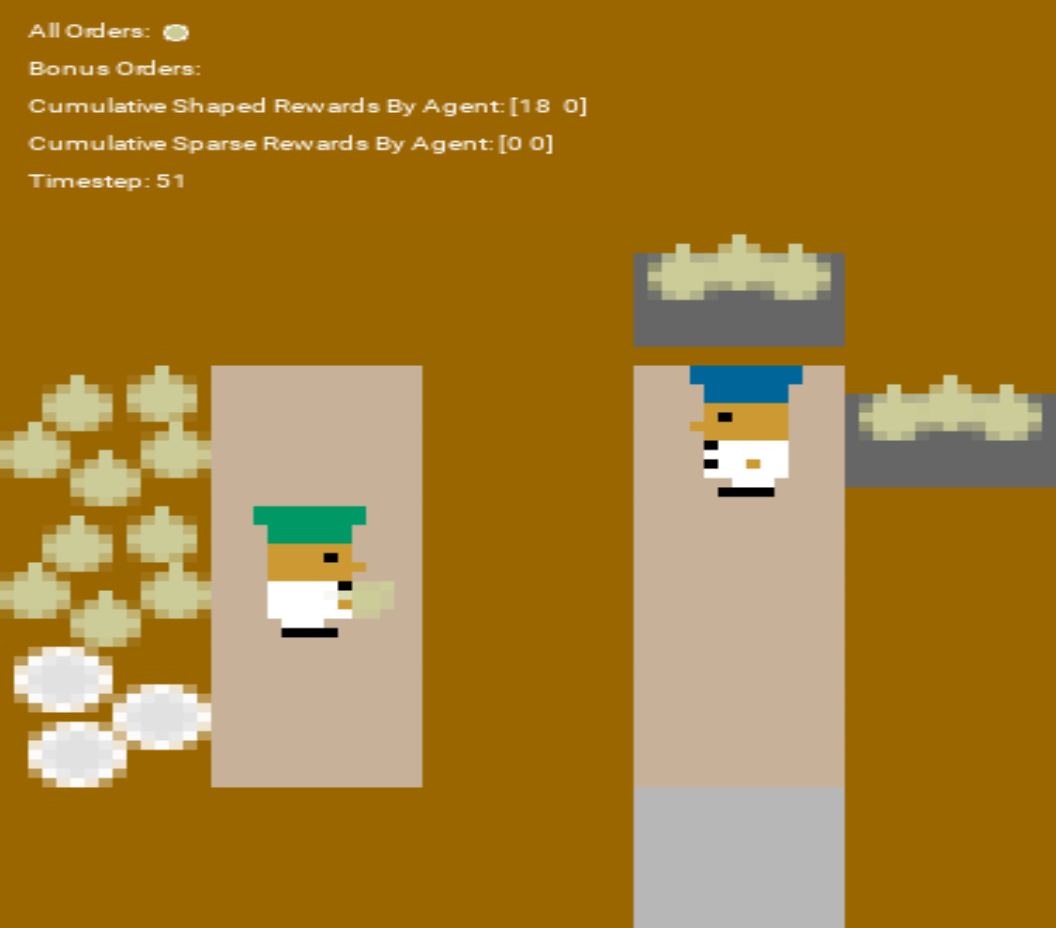 All Orders:
Bonus Orders:
Cumulative Shaped Rewards By Agent: [18 0]
Cumulative Sparse Rewards By Agent: [0 0]
Timestep: 51